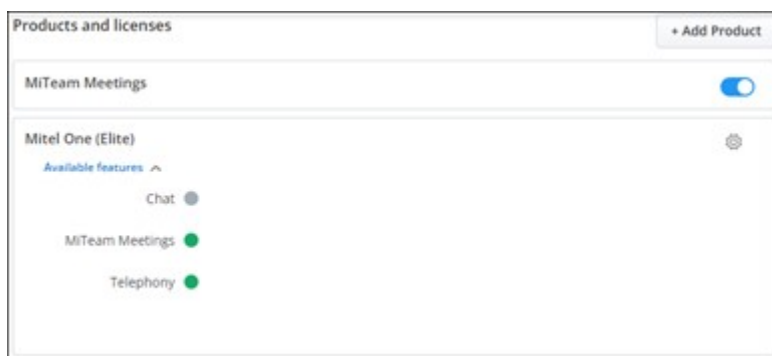 Products and licenses
+ Add Product
MiTeam Meetings
Mitel One (Elite)
Available features
Chat
MiTeam Meetings
Telephony